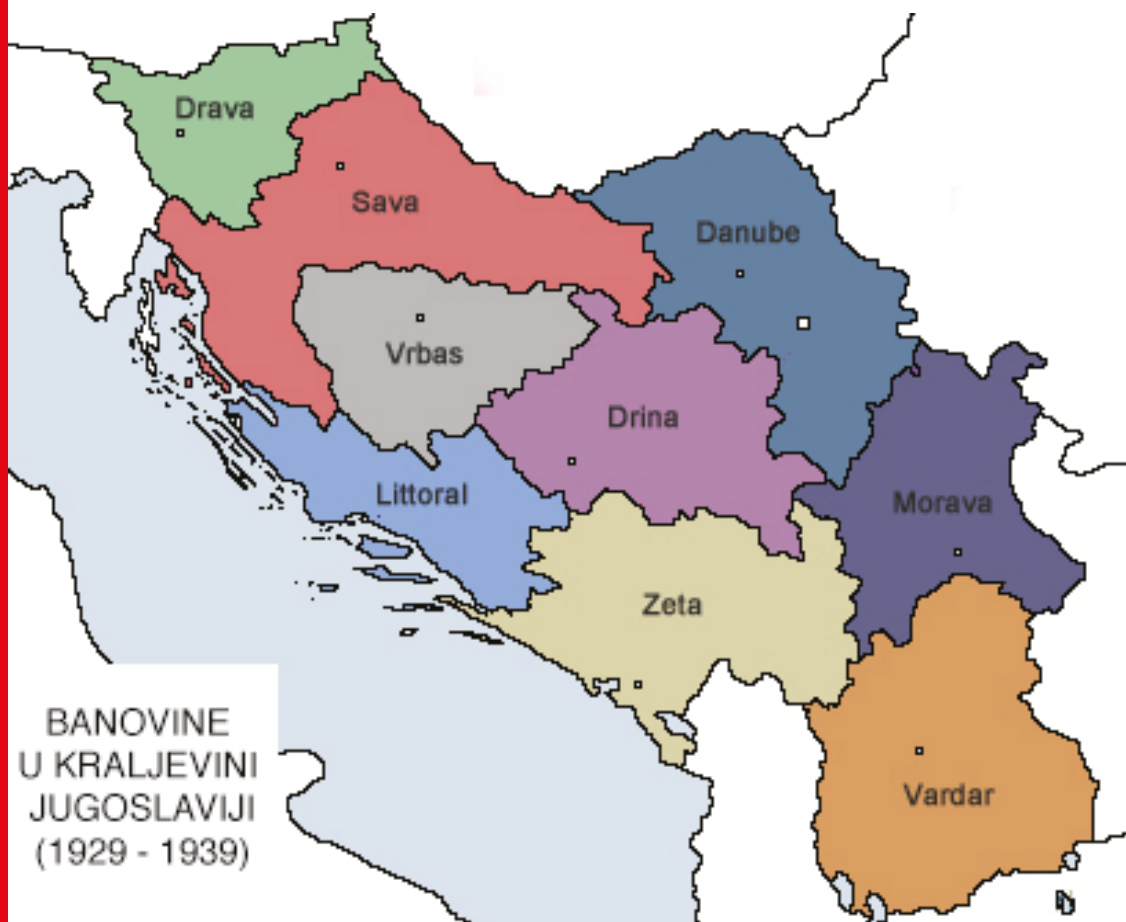 Drava
Sava
Danube
Vrbas
Drina
Littoral
Morava
Zeta
Vardar
BANOVINE
U KRALJEVINI
JUGOSLAVIJI
(1929 - 1939)